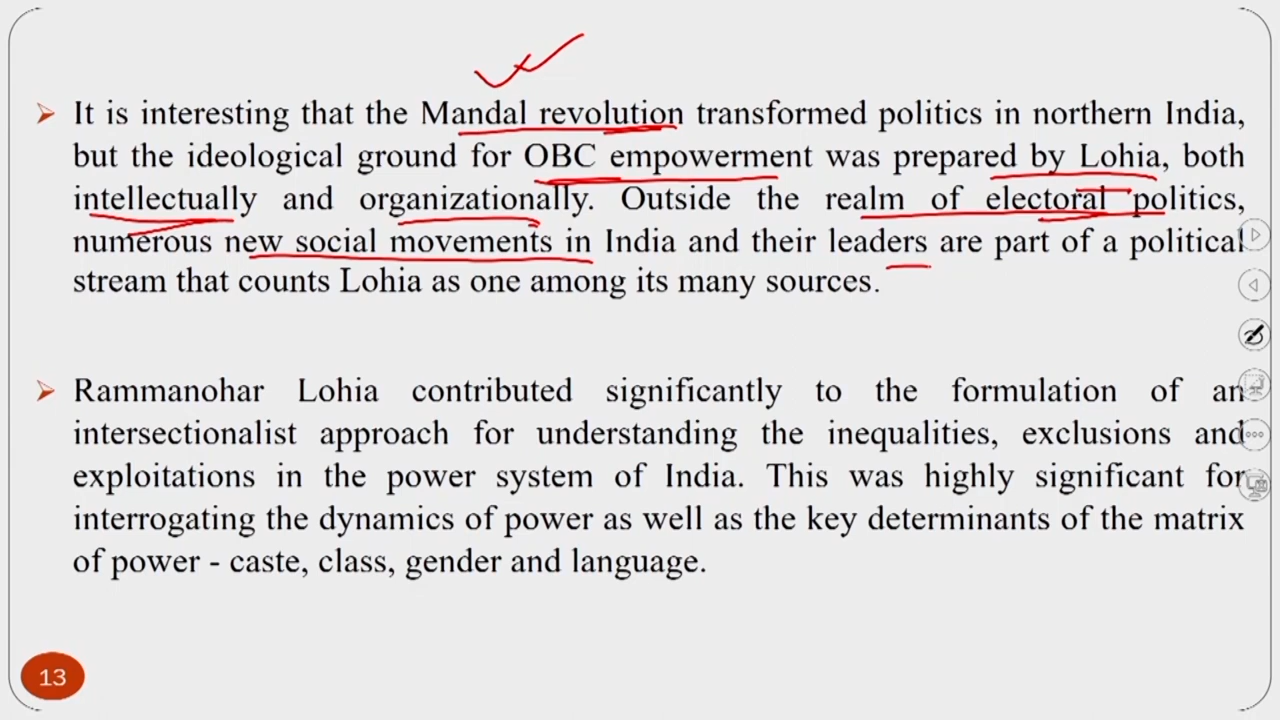 It is interesting that the Mandal revolution transformed politics in northern India,
but the ideological ground for OBC empowerment was prepared by Lohia, both
intellectually and organizationally. Outside the realm of electoral politics,
numerous new social movements in India and their leaders are part of a political
stream that counts Lohia as one among its many sources.
Rammanohar Lohia contributed significantly to the formulation of an
intersectionalist approach for understanding the inequalities, exclusions and
exploitations in the power system of India. This was highly significant for
interrogating the dynamics of power as well as the key determinants of the matrix
of power - caste, class, gender and language.
13